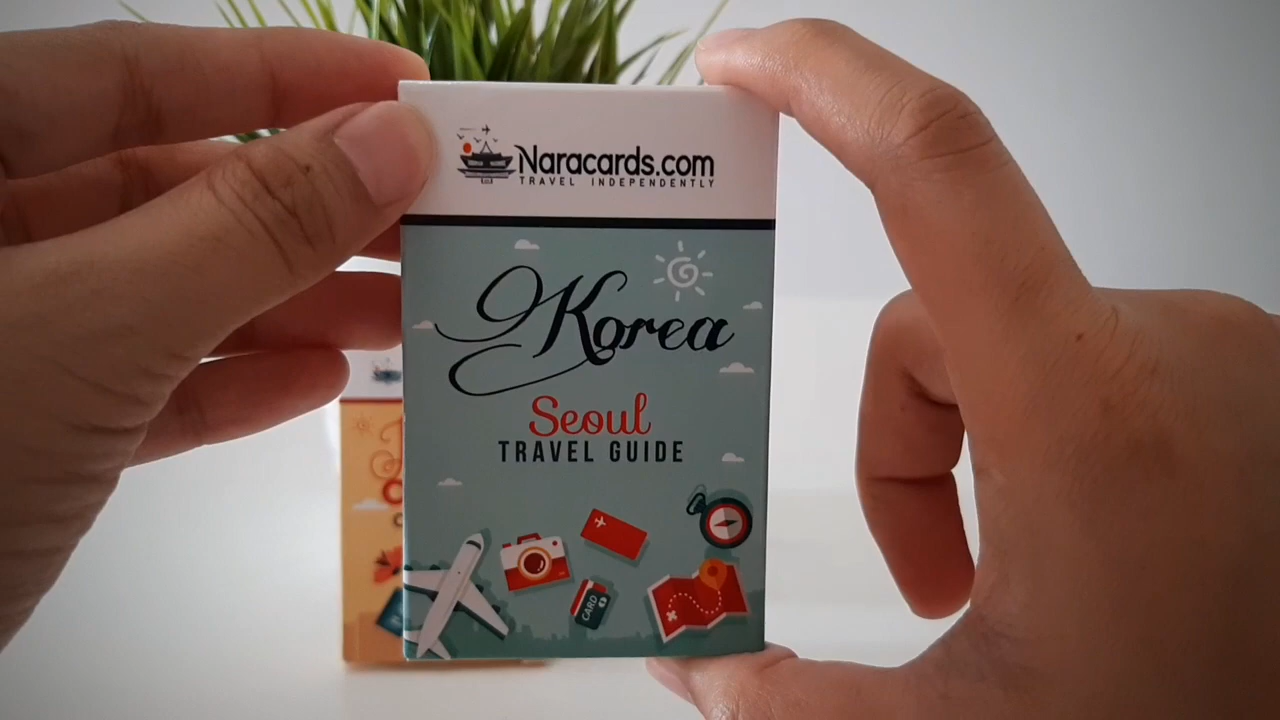 Naracards.com
TRAVEL INDEPENDENTLY
Korea
Seoul
TRAVEL GUIDE
CARD